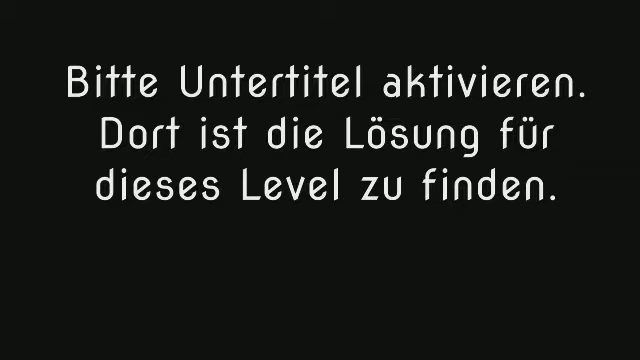 Bitte Untertitel aktivieren.
Dort ist die Lösung für
dieses Level zu finden.